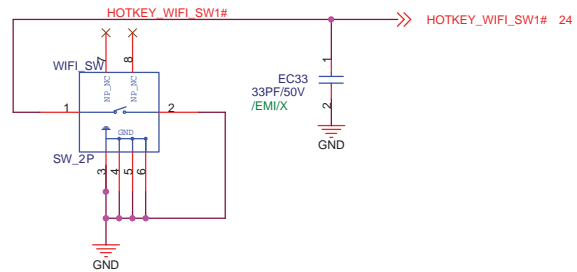 HOTKEY_WIFI_SW1#
HOTKEY_WIFI_SW1# 24
7
8
WIFI_SW
NP_NC
NP_NC
1
2
GND
SW_2P
3
4
5
6
GND
1
EC33
33PF/50V
/EMI/X
2
GND